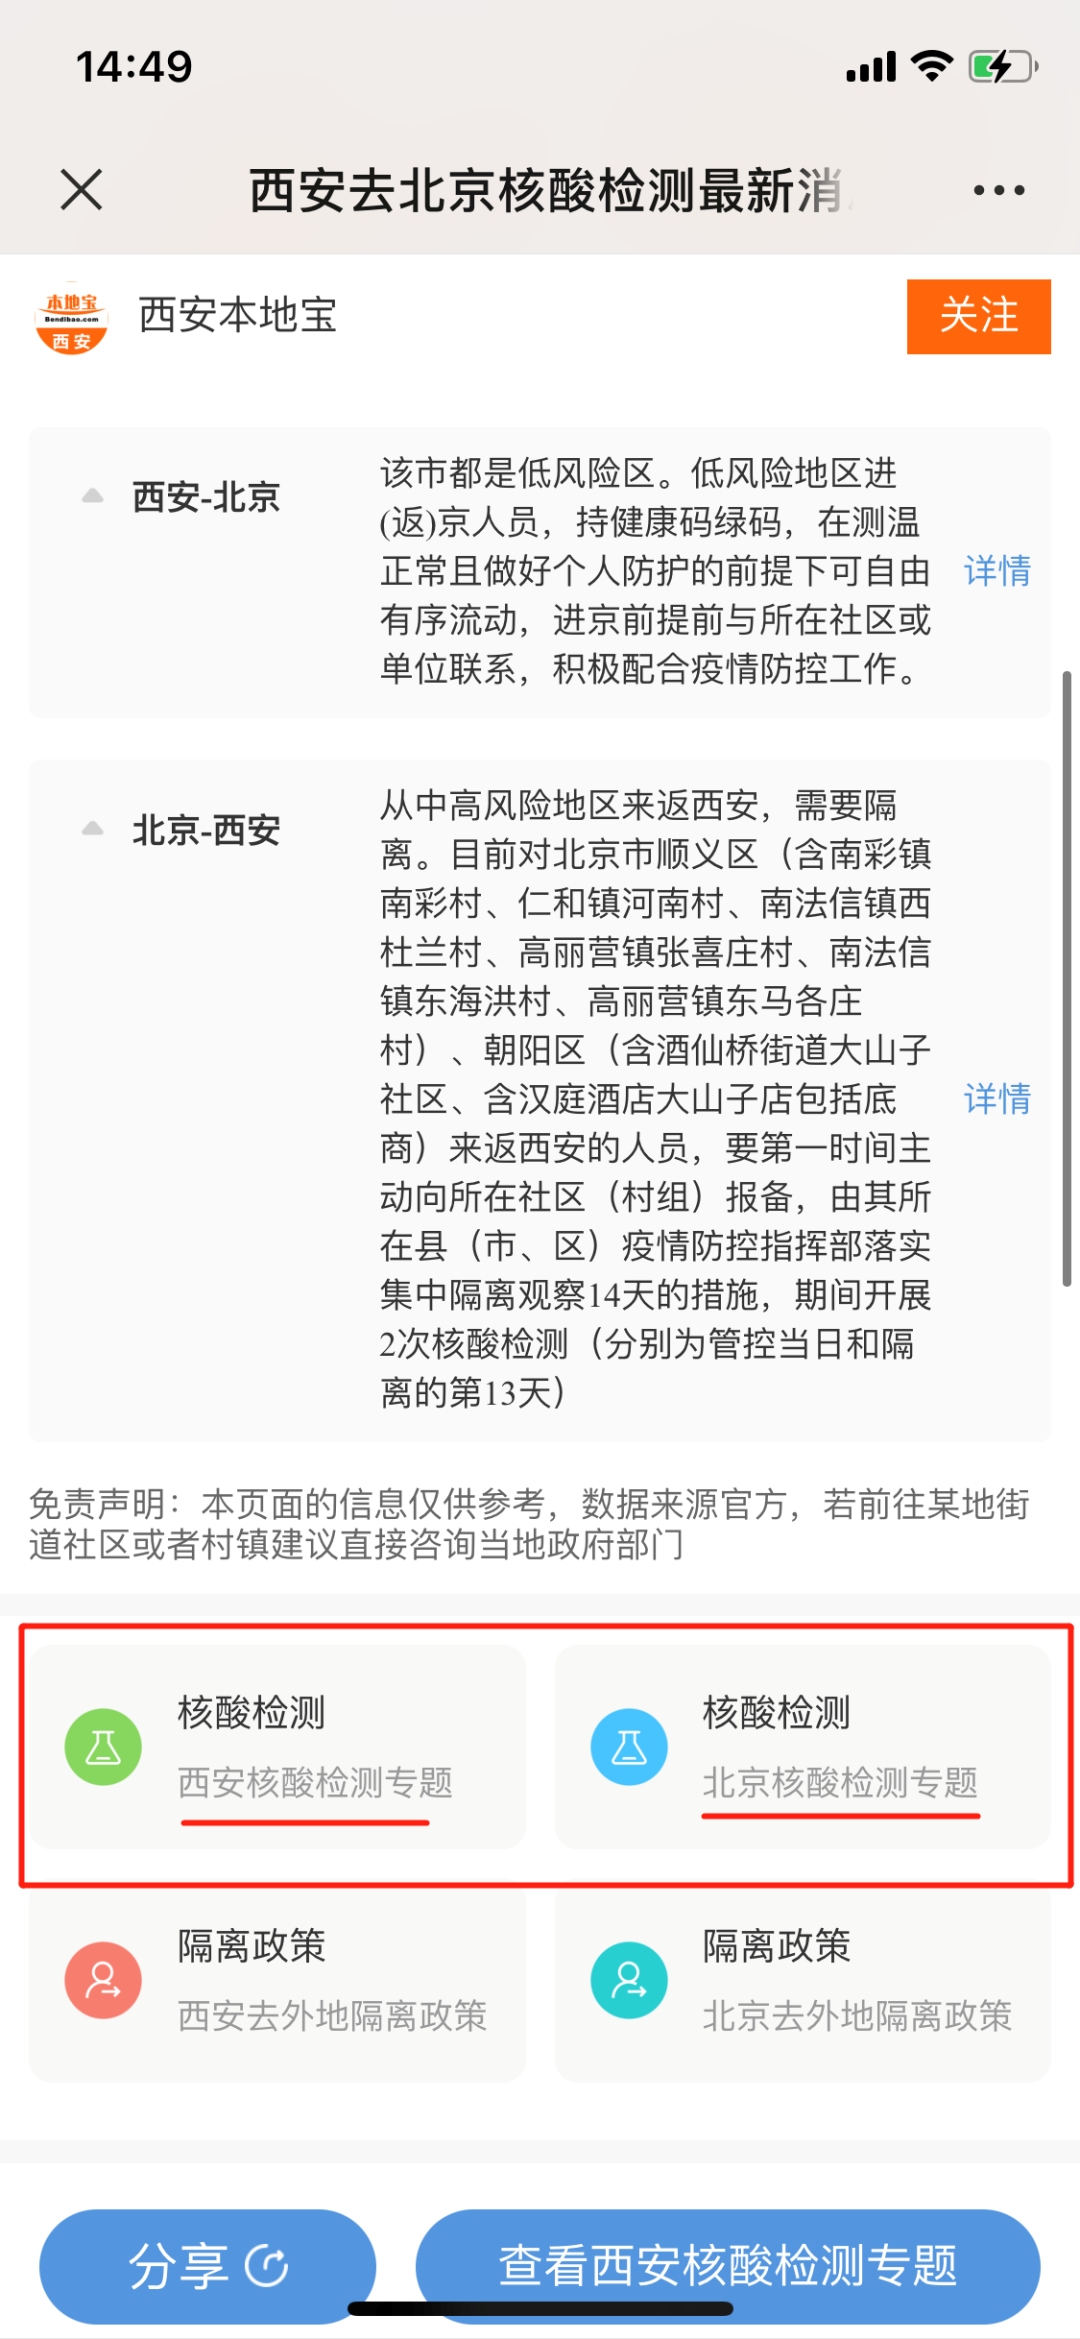 14:49
西安去北京核酸检测最新消
本地宝
Bendibao.com
西安
西安本地宝
关注
西安-北京
该市都是低风险区。低风险地区进
(返)京人员，持健康码绿码，在测温
正常且做好个人防护的前提下可自由
有序流动，进京前提前与所在社区或
单位联系，积极配合疫情防控工作。
详情
北京-西安
从中高风险地区来返西安，需要隔
离。目前对北京市顺义区（含南彩镇
南彩村、仁和镇河南村、南法信镇西
杜兰村、高丽营镇张喜庄村、南法信
镇东海洪村、高丽营镇东马各庄
村）、朝阳区（含酒仙桥街道大山子
社区、含汉庭酒店大山子店包括底
商）来返西安的人员，要第一时间主
动向所在社区（村组）报备，由其所
在县（市、区）疫情防控指挥部落实
集中隔离观察14天的措施，期间开展
2次核酸检测（分别为管控当日和隔
离的第13天）
详情
免责声明：本页面的信息仅供参考，数据来源官方，若前往某地街
道社区或者村镇建议直接咨询当地政府部门
核酸检测
西安核酸检测专题
核酸检测
北京核酸检测专题
隔离政策
西安去外地隔离政策
隔离政策
北京去外地隔离政策
分享
查看西安核酸检测专题